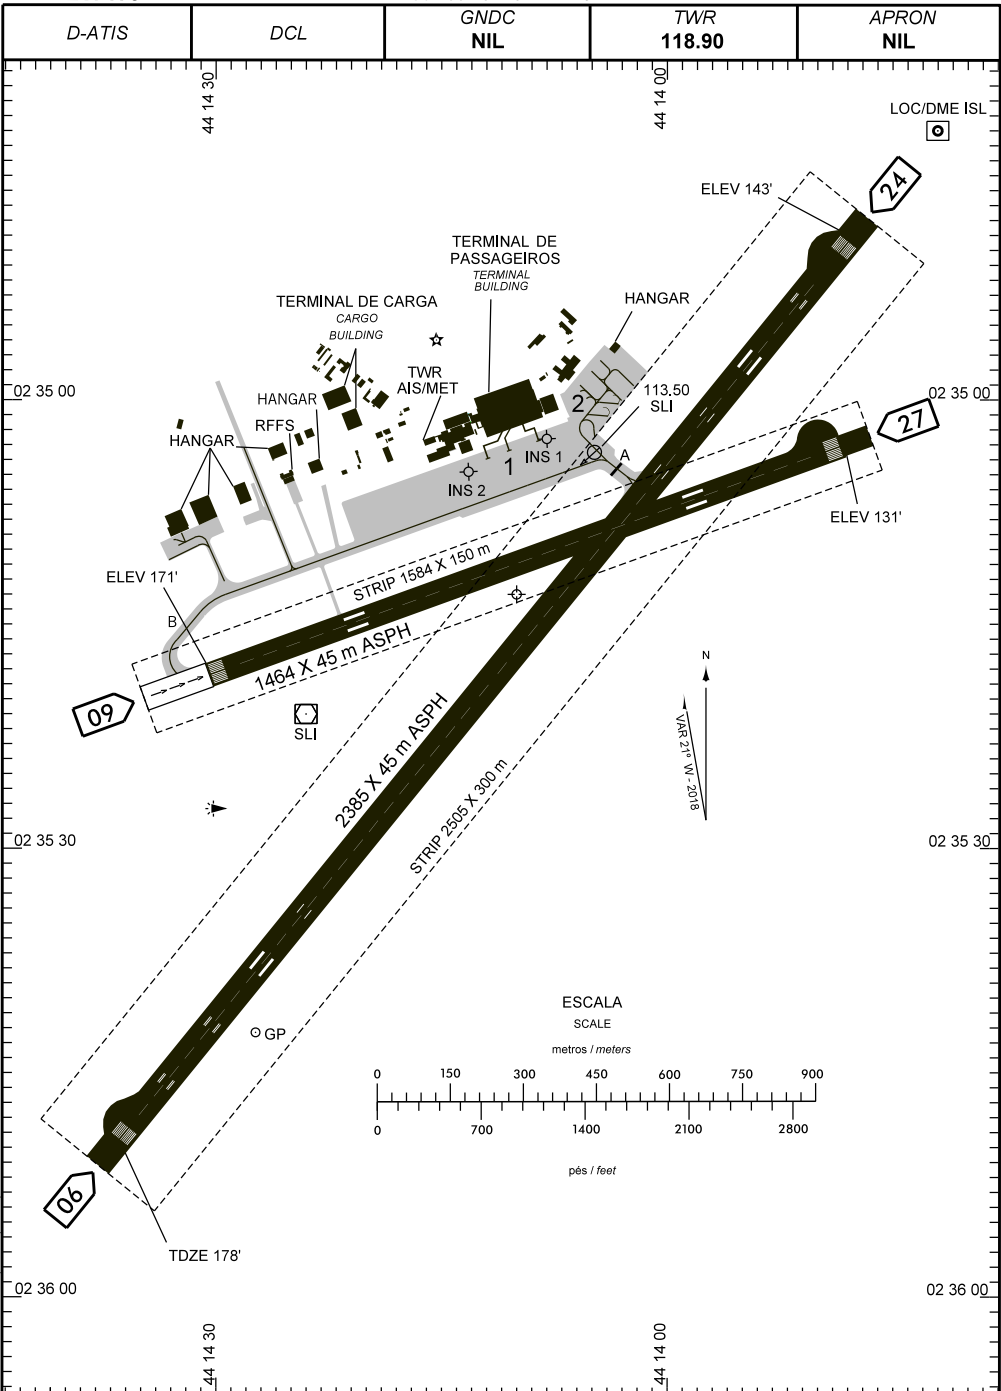 D-ATIS
DCL
GNDC
NIL
TWR
118.90
APRON
NIL
44 14 30
44 14 00
LOC/DME ISL
24
ELEV 143'
TERMINAL DE
PASSAGEIROS
TERMINAL
BUILDING
TERMINAL DE CARGA
CARGO
BUILDING
HANGAR
TWR
AIS/MET
113.50
SLI
02 35 00
02 35 00
HANGAR
RFFS
HANGAR
2
27
A
INS 1
1
INS 2
ELEV 131'
STRIP 1584 X 150 m
ELEV 171'
B
1464 X 45 m ASPH
09
SLI
N
VAR 21º W - 2018
2385 X 45 m ASPH
STRIP 2505 X 300 m
02 35 30
02 35 30
ESCALA
SCALE
metros / meters
0 150 300 450 600 750 900
0 700 1400 2100 2800
pés / feet
GP
06
TDZE 178'
02 36 00
02 36 00
44 14 30
44 14 00